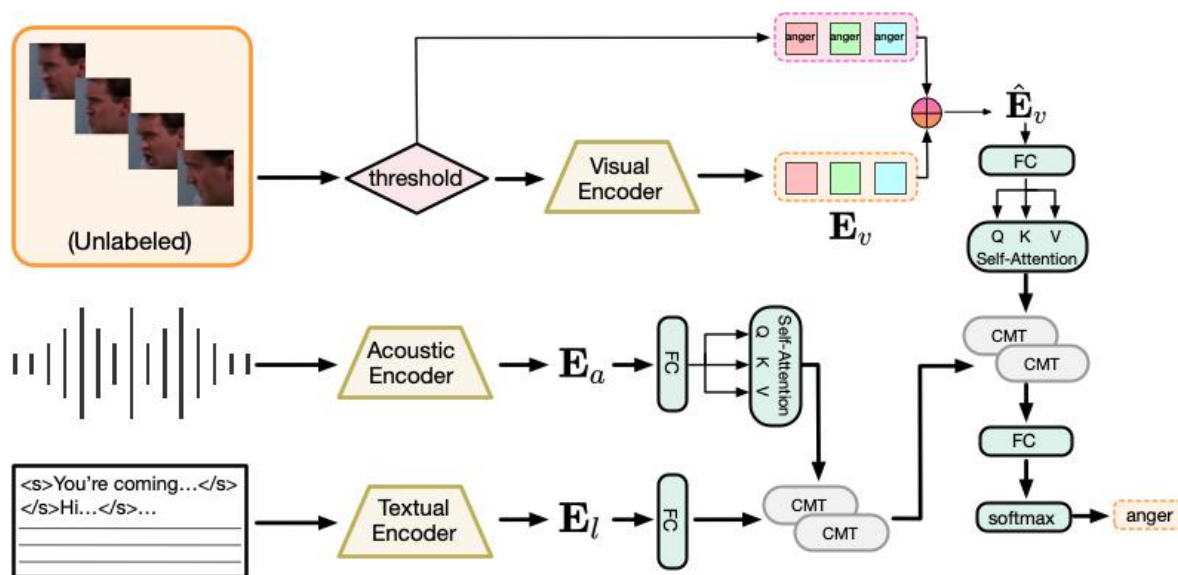 anger anger anger
Ê_v
(Unlabeled)
threshold
Visual
Encoder
E_v
FC
Q K V
Self-Attention
Acoustic
Encoder
E_a
FC
Q K V
Self-Attention
CMT
CMT
<s>You're coming…</s>
</s>Hi…</s>…
Textual
Encoder
E_l
FC
CMT
CMT
FC
softmax
anger